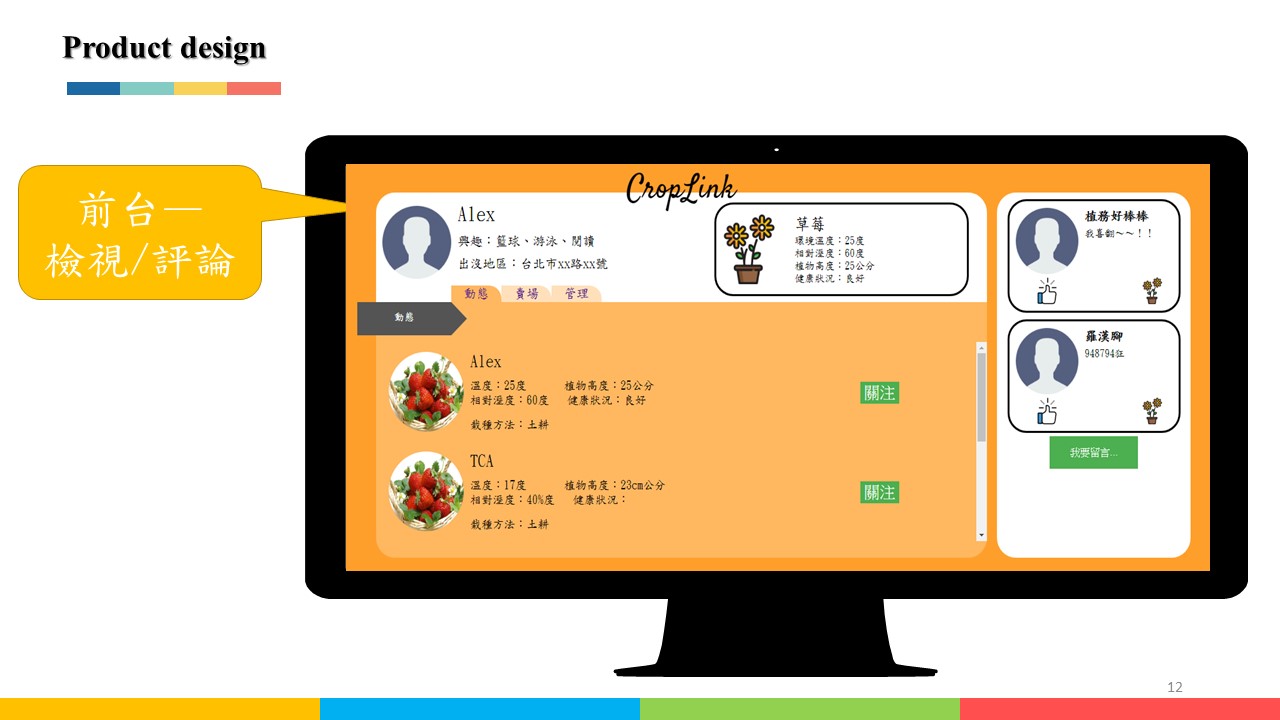 Product design
前台—
檢視/評論
CropLink
Alex
興趣：籃球、游泳、閱讀
出沒地區：台北市xx路xx號
草莓
環境溫度：25度
相對溼度：60度
植物高度：25公分
健康狀況：良好
動態 賣場 管理
動態
Alex
溫度：25度 植物高度：25公分
相對溼度：60度 健康狀況：良好
栽種方法：土耕
關注
TCA
溫度：17度 植物高度：23cm公分
相對溼度：40%度 健康狀況：
栽種方法：土耕
關注
植務好棒棒
我喜翻～～！！
羅漢腳
948794狂
我要留言...
12